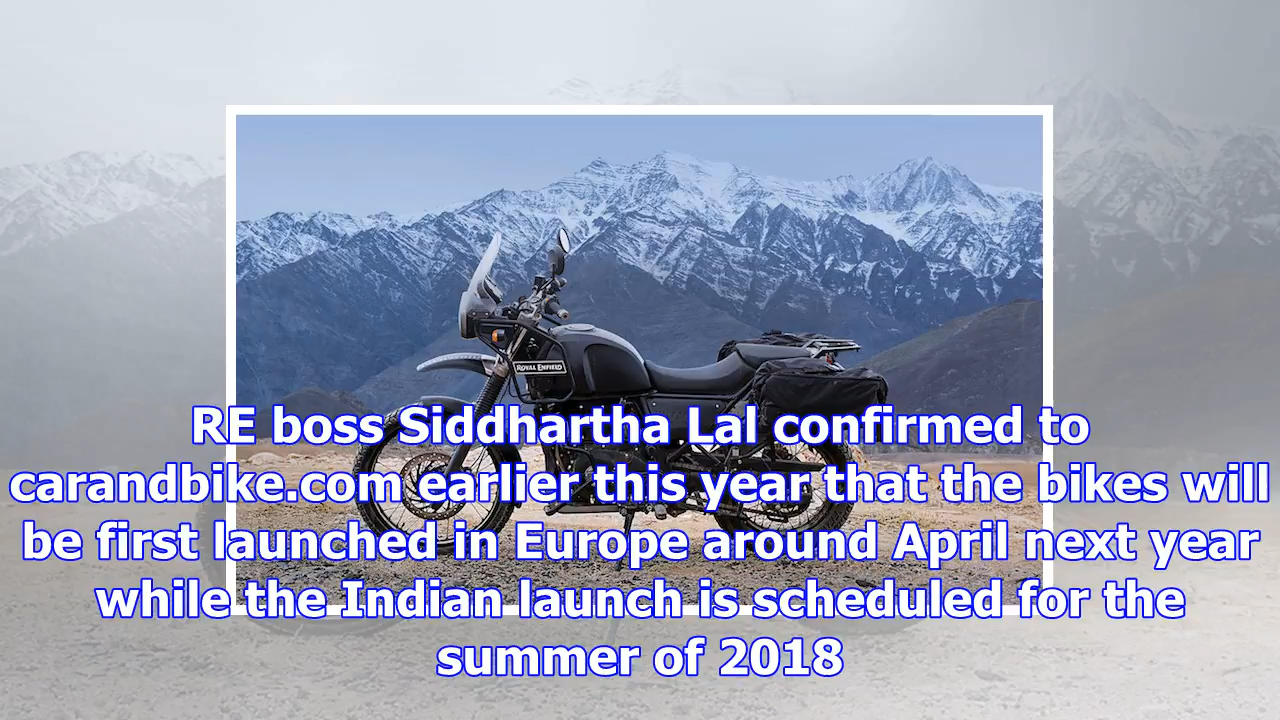 ROYAL ENFIELD
RE boss Siddhartha Lal confirmed to
carandbike.com earlier this year that the bikes will
be first launched in Europe around April next year
while the Indian launch is scheduled for the
summer of 2018